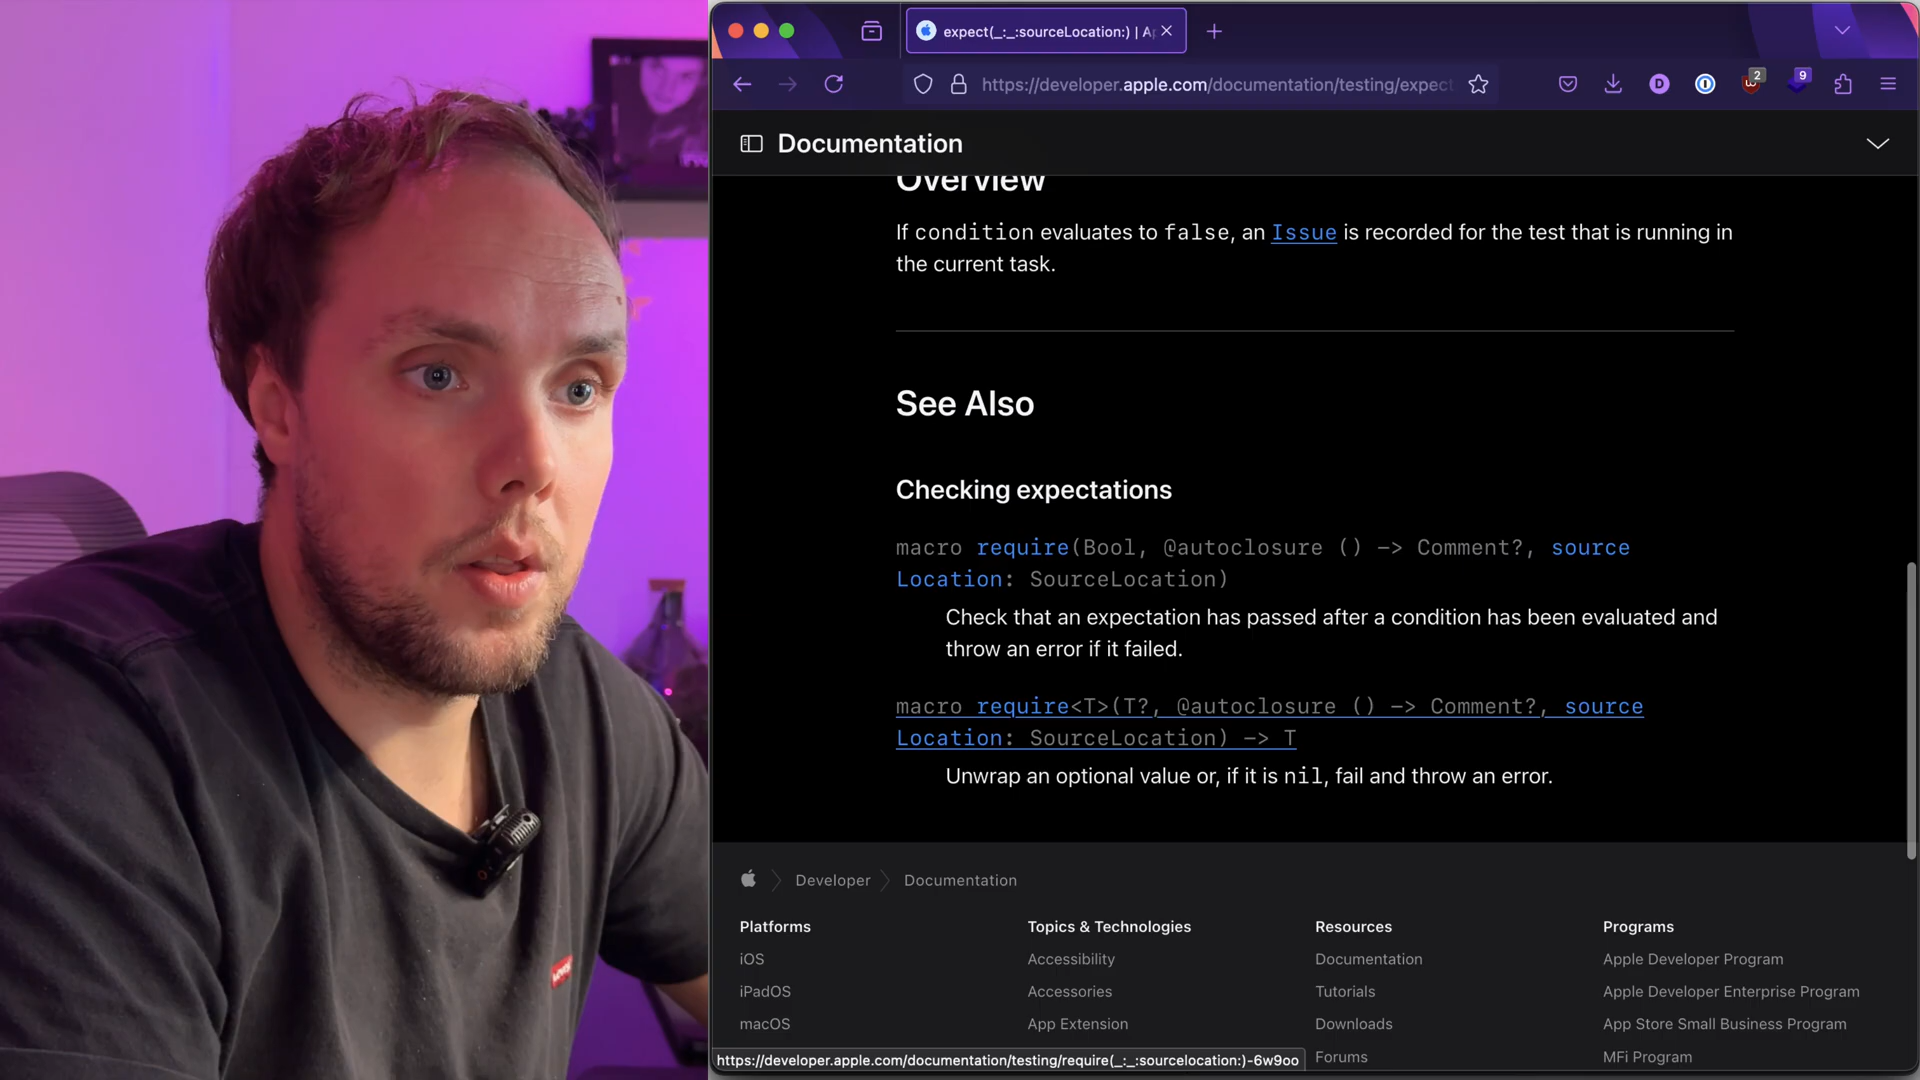 expect(_:_:sourceLocation:) | A
https://developer.apple.com/documentation/testing/expect
2
9
Documentation
Overview
If condition evaluates to false, an Issue is recorded for the test that is running in
the current task.
See Also
Checking expectations
macro require(Bool, @autoclosure () -> Comment?, source
Location: SourceLocation)
Check that an expectation has passed after a condition has been evaluated and
throw an error if it failed.
macro require<T>(T?, @autoclosure () -> Comment?, source
Location: SourceLocation) -> T
Unwrap an optional value or, if it is nil, fail and throw an error.
Developer
Documentation
Platforms
iOS
iPadOS
macOS
Topics & Technologies
Accessibility
Accessories
App Extension
Resources
Documentation
Tutorials
Downloads
Forums
Programs
Apple Developer Program
Apple Developer Enterprise Program
App Store Small Business Program
MFi Program
https://developer.apple.com/documentation/testing/require(_:_:sourcelocation:)-6w9oo
Levi's